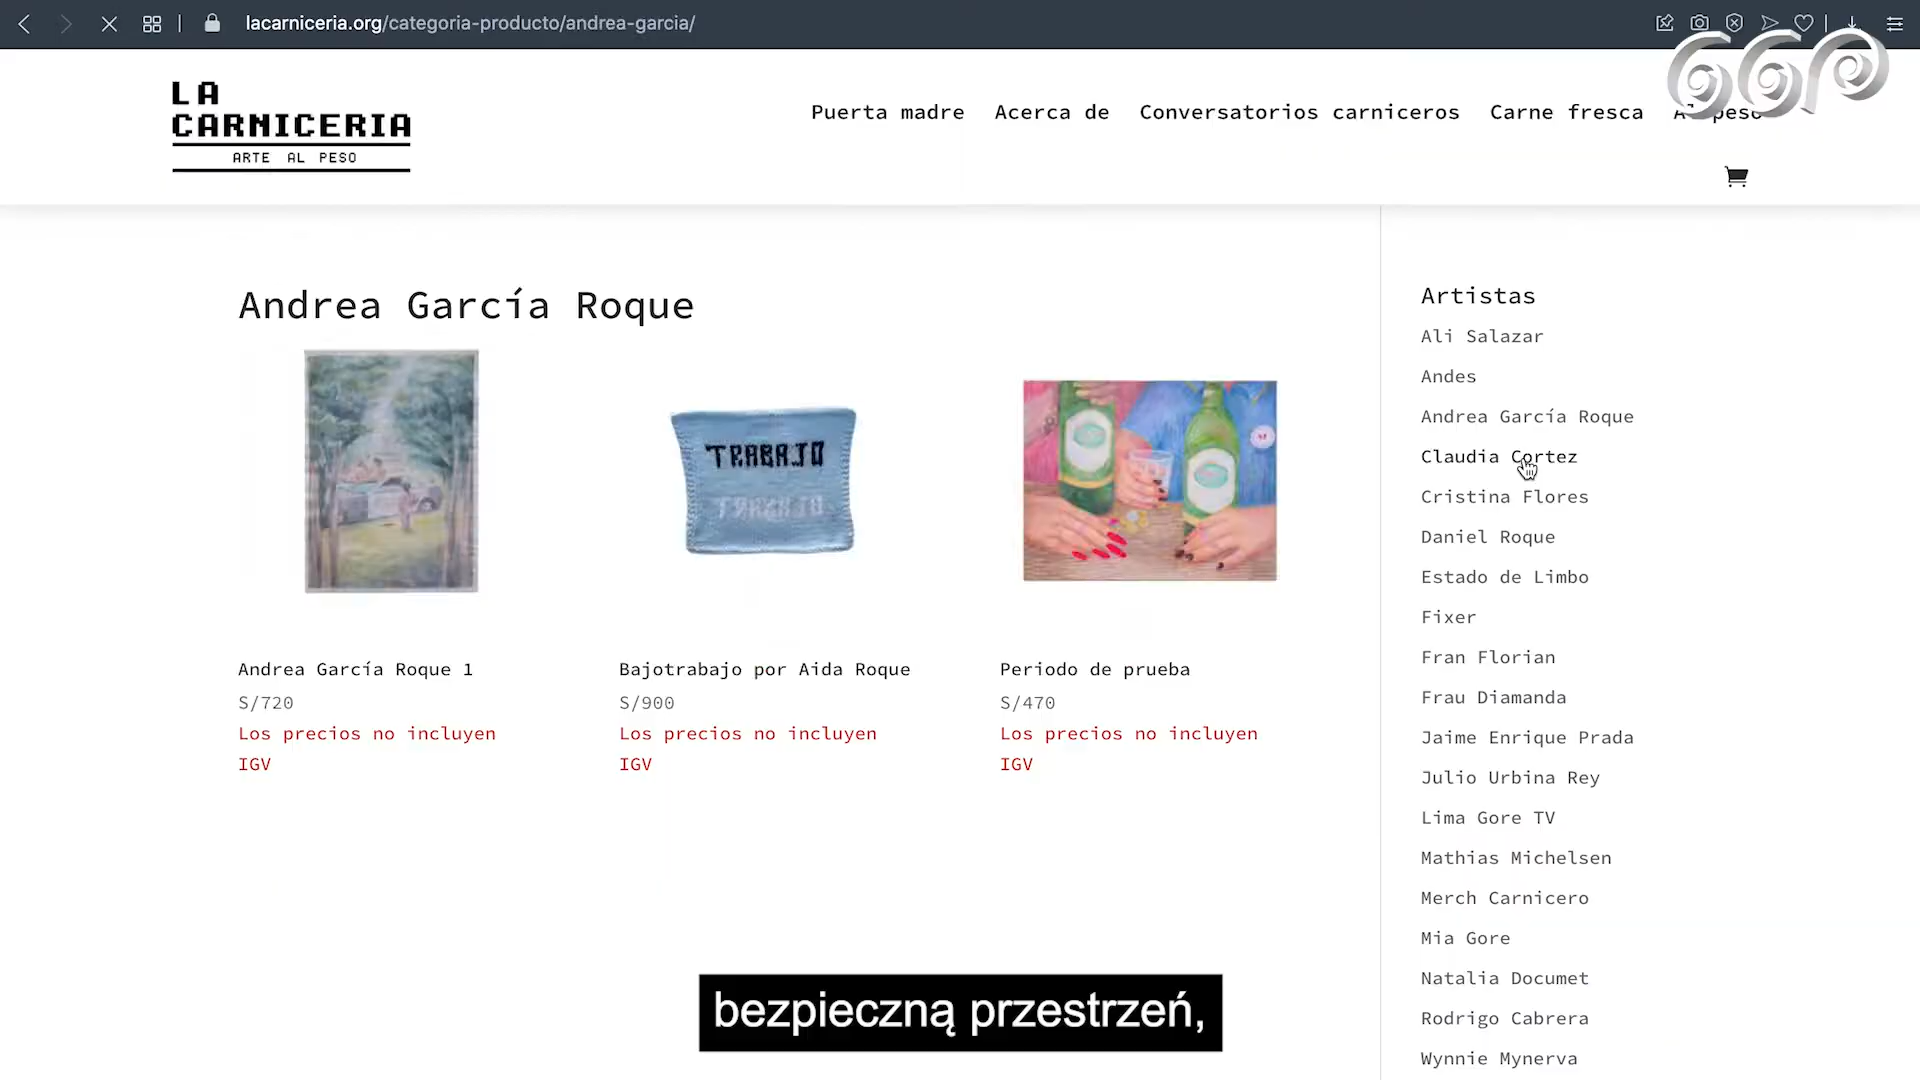 lacarniceria.org/categoria-producto/andrea-garcia/
GGP
LA
CARNICERIA
ARTE AL PESO
Puerta madre Acerca de Conversatorios carniceros Carne fresca Al peso
Andrea García Roque
TRABAJO
Andrea García Roque 1
S/720
Los precios no incluyen
IGV
Bajotrabajo por Aida Roque
S/900
Los precios no incluyen
IGV
Periodo de prueba
S/470
Los precios no incluyen
IGV
Artistas
Ali Salazar
Andes
Andrea García Roque
Claudia Cortez
Cristina Flores
Daniel Roque
Estado de Limbo
Fixer
Fran Florian
Frau Diamanda
Jaime Enrique Prada
Julio Urbina Rey
Lima Gore TV
Mathias Michelsen
Merch Carnicero
Mia Gore
Natalia Documet
Rodrigo Cabrera
Wynnie Mynerva
bezpieczną przestrzeń,